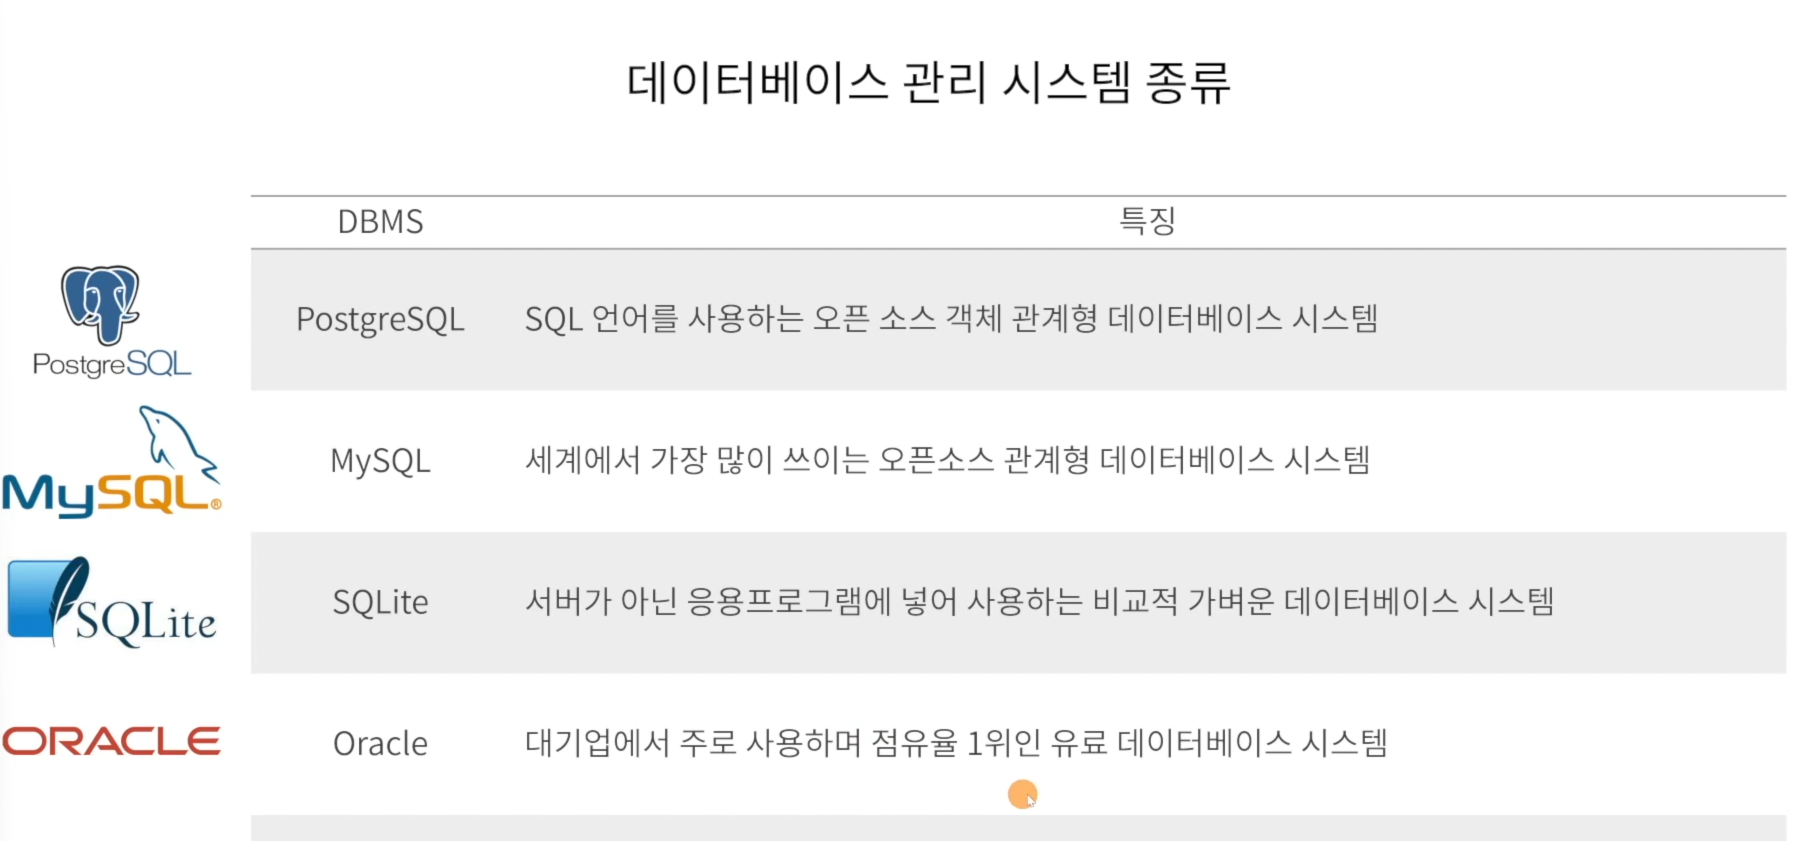 데이터베이스 관리 시스템 종류
DBMS 특징
PostgreSQL
PostgreSQL SQL 언어를 사용하는 오픈 소스 객체 관계형 데이터베이스 시스템
MySQL®
MySQL 세계에서 가장 많이 쓰이는 오픈소스 관계형 데이터베이스 시스템
SQLite
SQLite 서버가 아닌 응용프로그램에 넣어 사용하는 비교적 가벼운 데이터베이스 시스템
ORACLE
Oracle 대기업에서 주로 사용하며 점유율 1위인 유료 데이터베이스 시스템